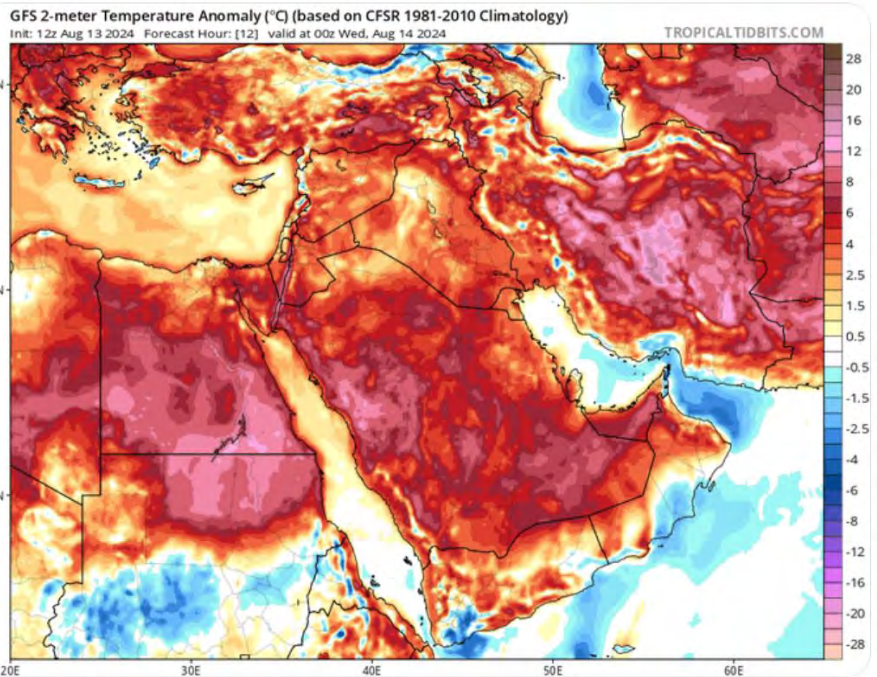 GFS 2-meter Temperature Anomaly (°C) (based on CFSR 1981-2010 Climatology)
Init: 12z Aug 13 2024 Forecast Hour: [12] valid at 00z Wed, Aug 14 2024
TROPICALTIDBITS.COM
28
20
16
12
8
6
4
2.5
1.5
0.5
-0.5
-1.5
-2.5
-4
-6
-8
-12
-16
-20
-28
20E
30E
40E
50E
60E